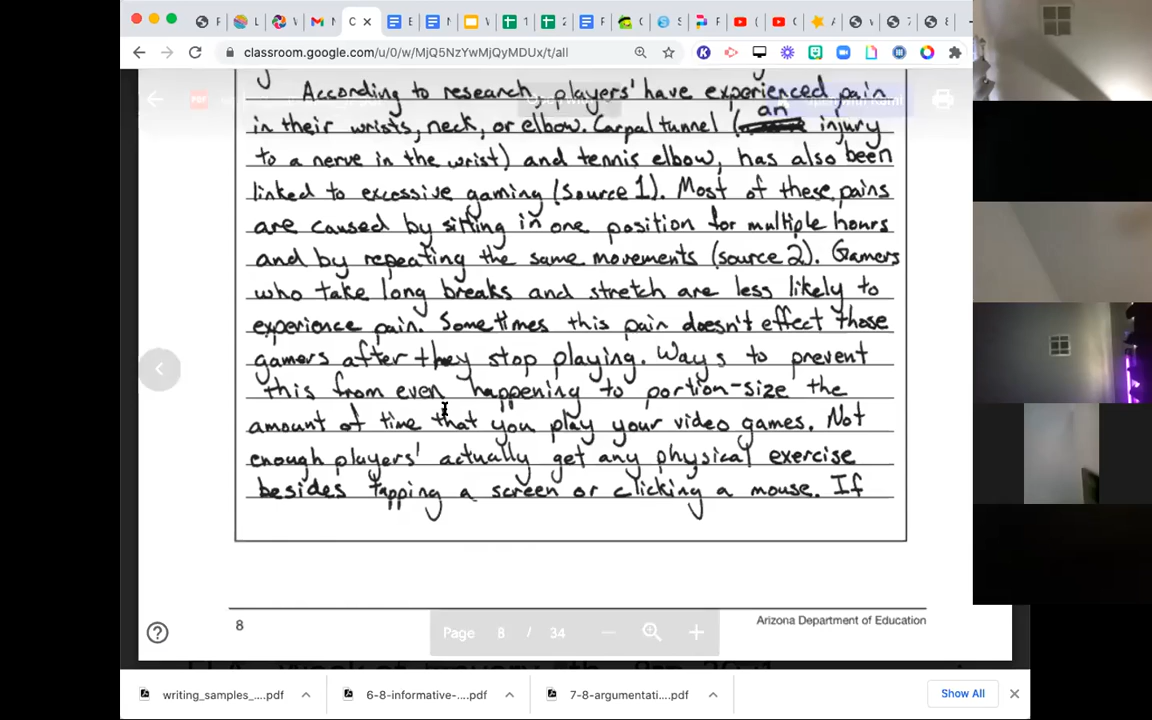 classroom.google.com/u/0/w/MjQ5NzYwMjQyMDUx/t/all
According to research, players' have experienced pain
in their wrists, neck, or elbow. Carpal tunnel ( an injury
to a nerve in the wrist) and tennis elbow, has also been
linked to excessive gaming (source 1). Most of these pains
are caused by sitting in one position for multiple hours
and by repeating the same movements (source 2). Gamers
who take long breaks and stretch are less likely to
experience pain. Sometimes this pain doesn't effect those
gamers after they stop playing. Ways to prevent
this from even happening to portion-size the
amount of time that you play your video games. Not
enough players' actually get any physical exercise
besides tapping a screen or clicking a mouse. If
8
Arizona Department of Education
Page 8 / 34
writing_samples_....pdf
6-8-informative-....pdf
7-8-argumentati....pdf
Show All